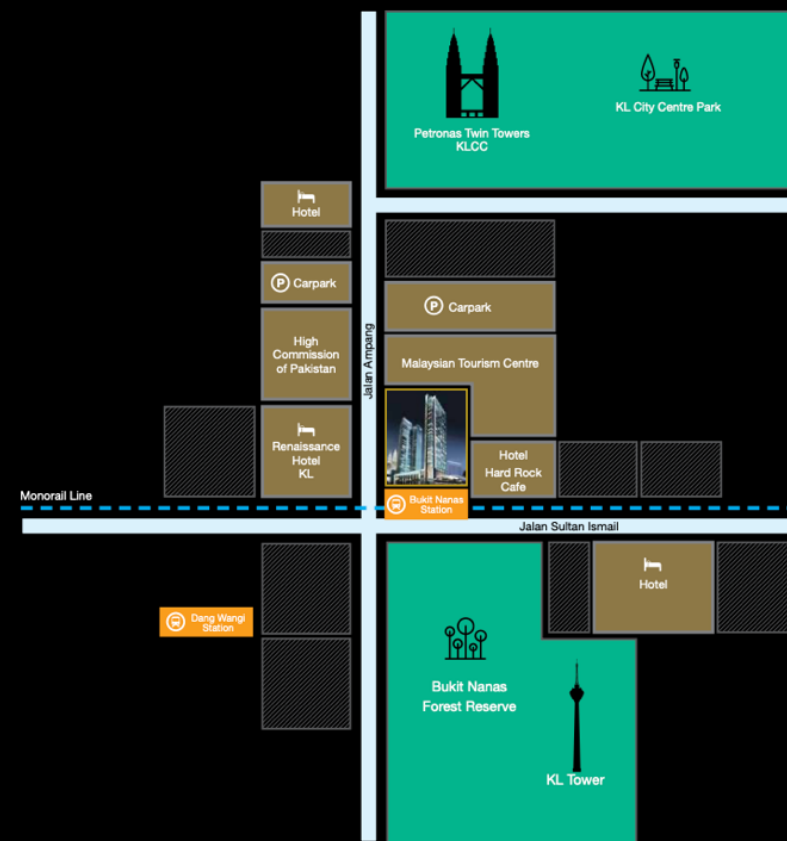 Petronas Twin Towers
KLCC
KL City Centre Park
Hotel
P Carpark
P Carpark
High
Commission
of Pakistan
Jalan Ampang
Malaysian Tourism Centre
Renaissance
Hotel
KL
Hotel
Hard Rock
Cafe
Monorail Line
Bukit Nanas
Station
Jalan Sultan Ismail
Hotel
Dang Wangi
Station
Bukit Nanas
Forest Reserve
KL Tower